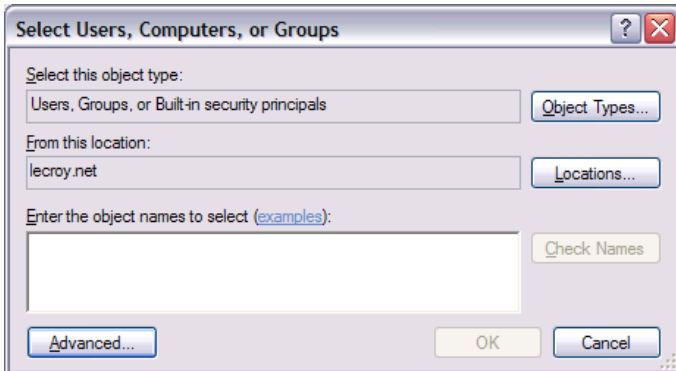 Select Users, Computers, or Groups
Select this object type:
Users, Groups, or Built-in security principals
Object Types...
From this location:
lecroy.net
Locations...
Enter the object names to select (examples):
Check Names
Advanced...
OK
Cancel